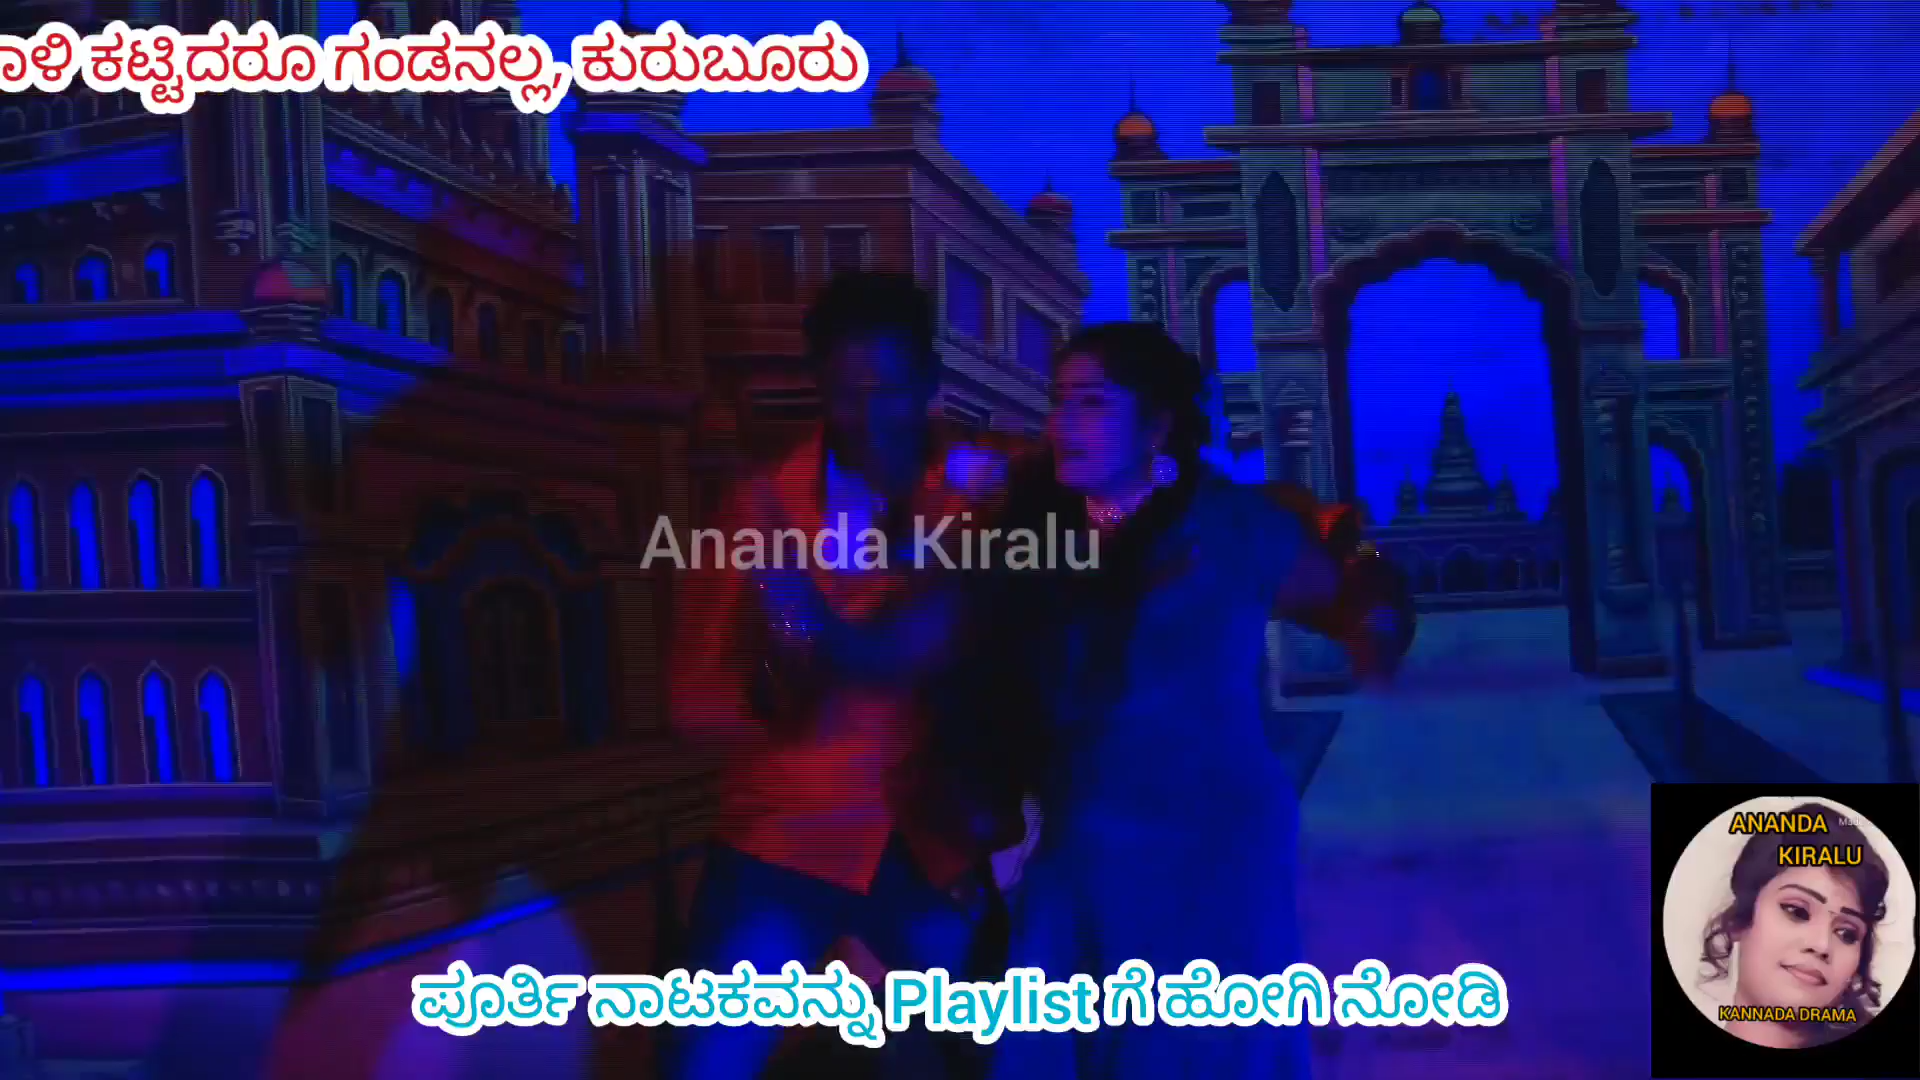 ಕಟ್ಟಿದರೂ ಗಂಡನಲ್ಲ, ಕುರುಬೂರು
Ananda Kiralu
ANANDA
KIRALU
KANNADA DRAMA
ಪೂರ್ತಿ ನಾಟಕವನ್ನು Playlist ಗೆ ಹೋಗಿ ನೋಡಿ